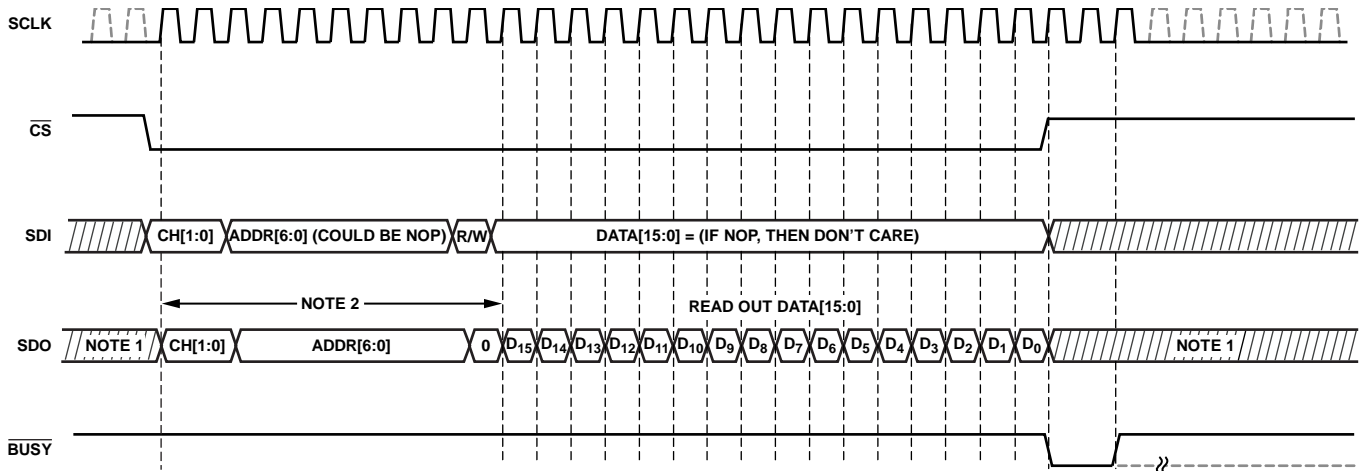 SCLK
CS
SDI
CH[1:0] ADDR[6:0] (COULD BE NOP) R/W DATA[15:0] = (IF NOP, THEN DON'T CARE)
NOTE 2 READ OUT DATA[15:0]
SDO
NOTE 1 CH[1:0] ADDR[6:0] 0 D15 D14 D13 D12 D11 D10 D9 D8 D7 D6 D5 D4 D3 D2 D1 D0 NOTE 1
BUSY